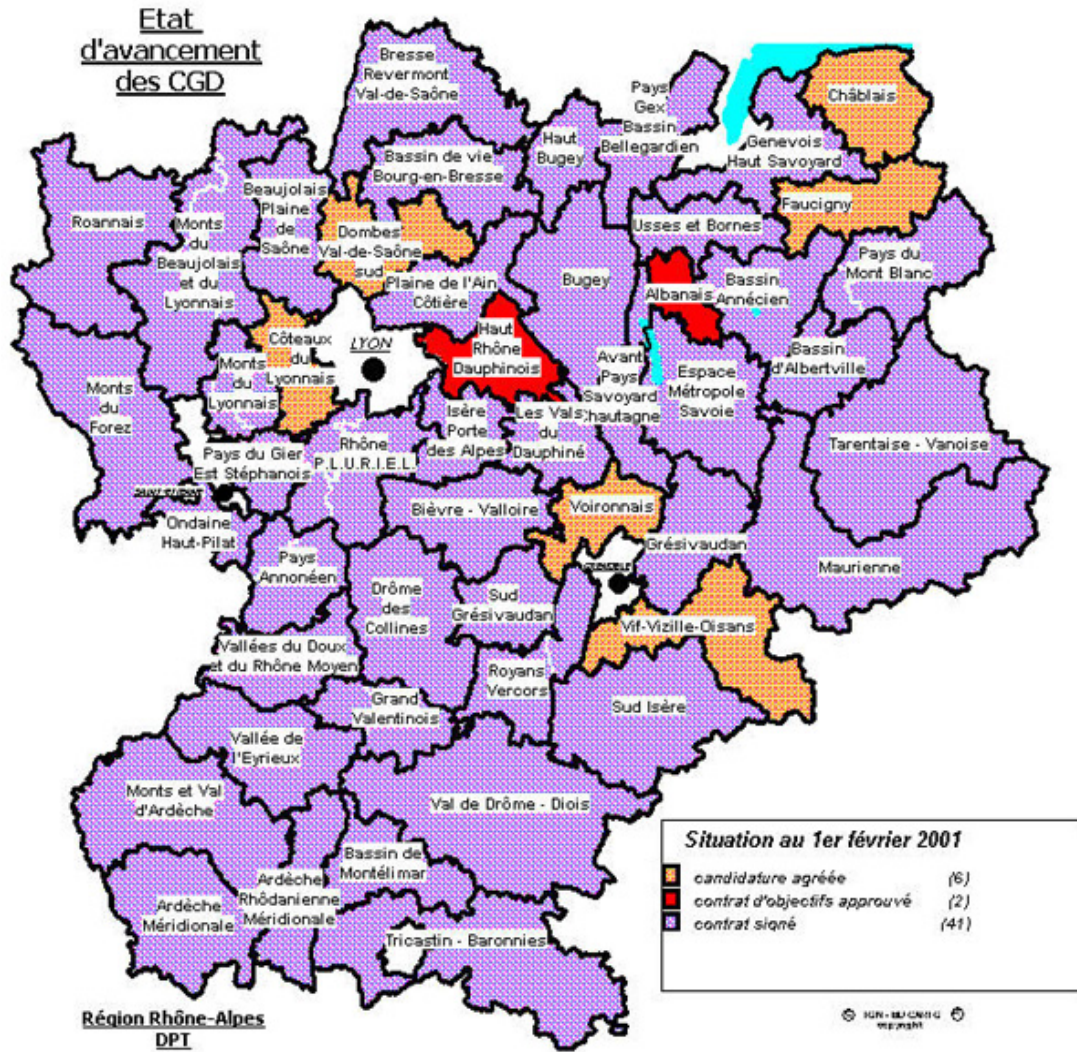 Etat
d'avancement
des CGD
Bresse
Revermont
Val-de-Saône
Pays
Gex
Bassin
Bellegardien
Châblais
Haut
Bugey
Genevois
Haut Savoyard
Bassin de vie
Bourg-en-Bresse
Roannais
Monts
du
Beaujolais
et du
Lyonnais
Beaujolais
Plaine
de
Saône
Dombes
Val-de-Saône
sud
Faucigny
Usses et Bornes
Pays du
Mont Blanc
Plaine de l'Ain
Côtière
Bugey
Albanais
Bassin
Annécien
Côteaux
du
Lyonnais
LYON
Haut
Rhône
Dauphinois
Monts
du
Lyonnais
Avant
Pays
Savoyard
Chautagne
Espace
Métropole
Savoie
Bassin
d'Albertville
Monts
du
Forez
Isère
Porte
des Alpes
Les Vals
du
Dauphiné
Tarentaise - Vanoise
Pays du Gier
Est Stéphanois
Rhône
P.L.U.R.I.E.L.
SAINT-ETIENNE
Bièvre - Valloire
Voironnais
Ondaine
Haut-Pilat
Grésivaudan
Maurienne
Pays
Annonéen
GRENOBLE
Drôme
des
Collines
Sud
Grésivaudan
Vif-Vizille-Oisans
Vallées du Doux
et du Rhône Moyen
Royans
Vercors
Grand
Valentinois
Sud Isère
Vallée de
l'Eyrieux
Monts et Val
d'Ardèche
Val de Drôme - Diois
Bassin de
Montélimar
Ardèche
Rhôdanienne
Méridionale
Ardèche
Méridionale
Tricastin - Baronnies
Situation au 1er février 2001
candidature agréée (6)
contrat d'objectifs approuvé (2)
contrat signé (41)
Région Rhône-Alpes
DPT
© IGN - BD CARTO ©
copyright